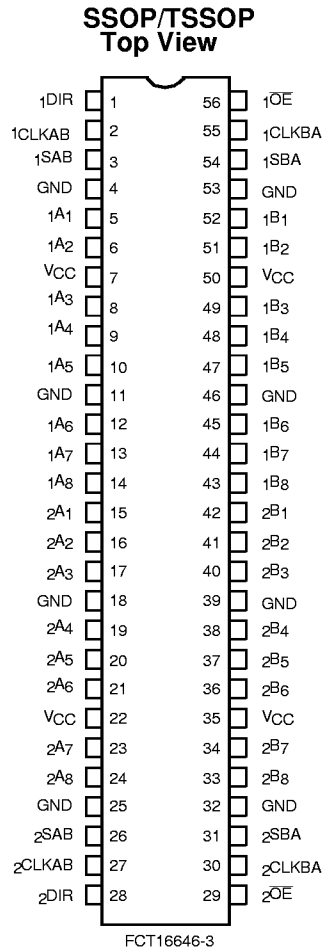 SSOP/TSSOP
Top View
1DIR 1 56 1O̅E̅
1CLKAB 2 55 1CLKBA
1SAB 3 54 1SBA
GND 4 53 GND
1A1 5 52 1B1
1A2 6 51 1B2
VCC 7 50 VCC
1A3 8 49 1B3
1A4 9 48 1B4
1A5 10 47 1B5
GND 11 46 GND
1A6 12 45 1B6
1A7 13 44 1B7
1A8 14 43 1B8
2A1 15 42 2B1
2A2 16 41 2B2
2A3 17 40 2B3
GND 18 39 GND
2A4 19 38 2B4
2A5 20 37 2B5
2A6 21 36 2B6
VCC 22 35 VCC
2A7 23 34 2B7
2A8 24 33 2B8
GND 25 32 GND
2SAB 26 31 2SBA
2CLKAB 27 30 2CLKBA
2DIR 28 29 2O̅E̅
FCT16646-3